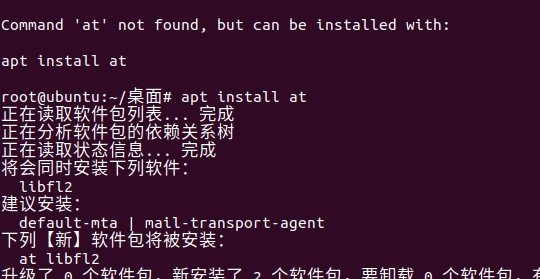 Command 'at' not found, but can be installed with:
apt install at
root@ubuntu:~/桌面# apt install at
正在读取软件包列表... 完成
正在分析软件包的依赖关系树
正在读取状态信息... 完成
将会同时安装下列软件：
libfl2
建议安装：
default-mta | mail-transport-agent
下列【新】软件包将被安装：
at libfl2
升级了 0 个软件包，新安装了 2 个软件包，要卸载 0 个软件包，有